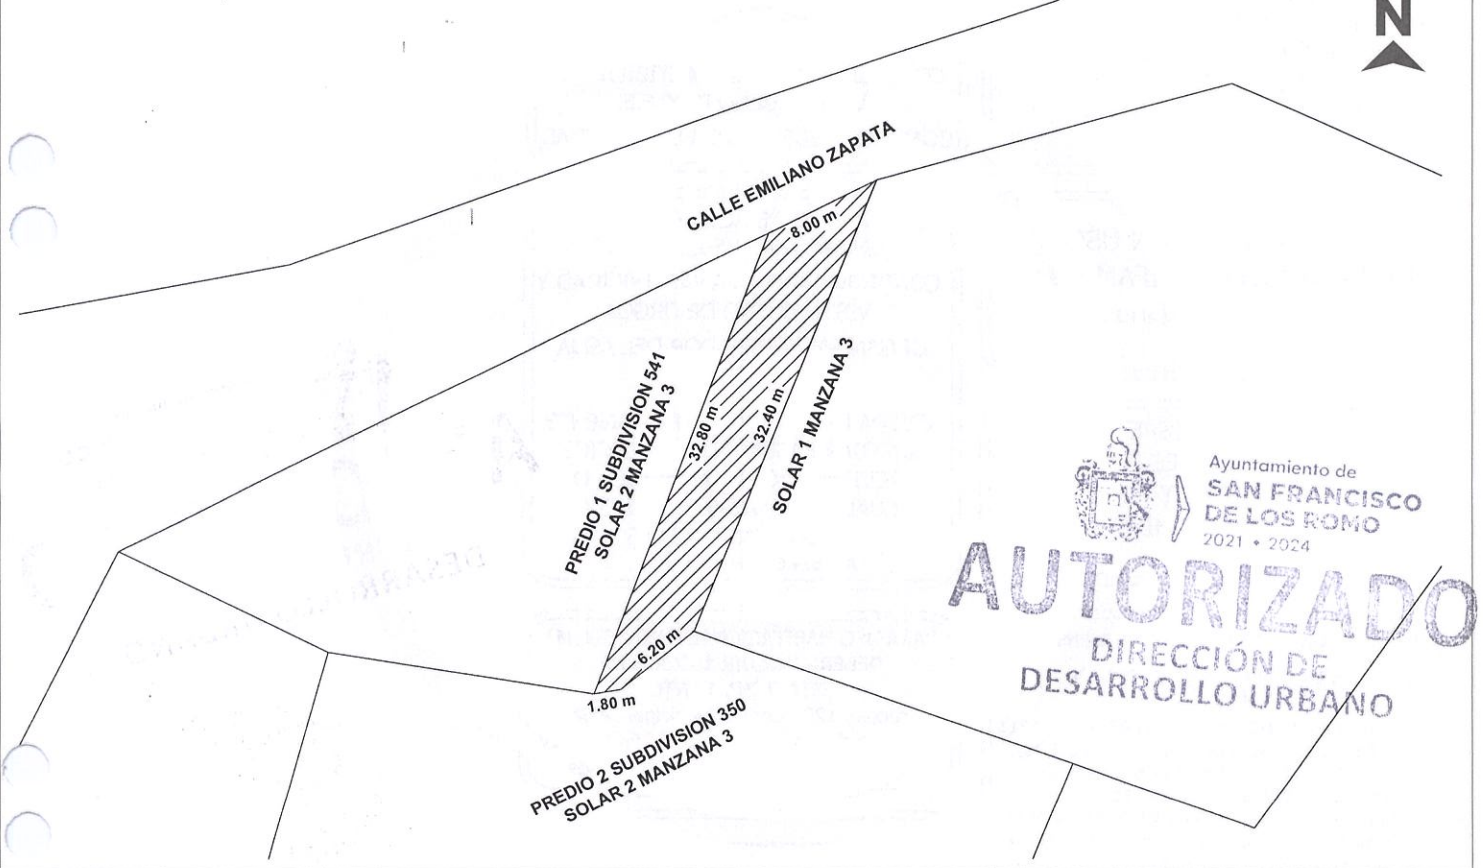 N
CALLE EMILIANO ZAPATA
8.00 m
PREDIO 1 SUBDIVISION 541
SOLAR 2 MANZANA 3
32.80 m
32.40 m
SOLAR 1 MANZANA 3
6.20 m
1.80 m
PREDIO 2 SUBDIVISION 350
SOLAR 2 MANZANA 3
Ayuntamiento de
SAN FRANCISCO
DE LOS ROMO
2021 • 2024
AUTORIZADO
DIRECCIÓN DE
DESARROLLO URBANO